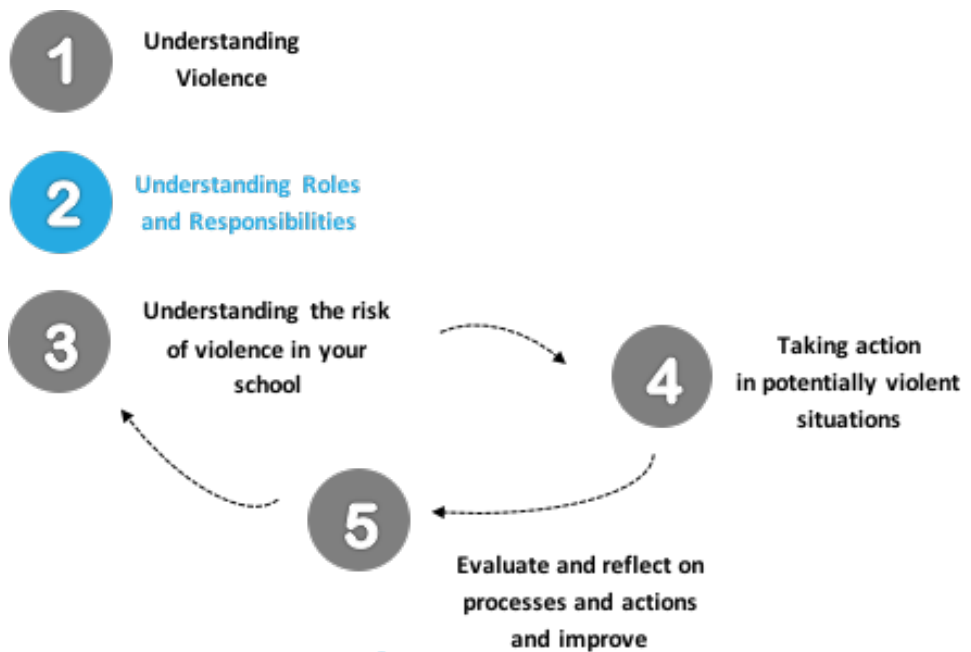 1
Understanding
Violence
2
Understanding Roles
and Responsibilities
3
Understanding the risk
of violence in your
school
4
Taking action
in potentially violent
situations
5
Evaluate and reflect on
processes and actions
and improve